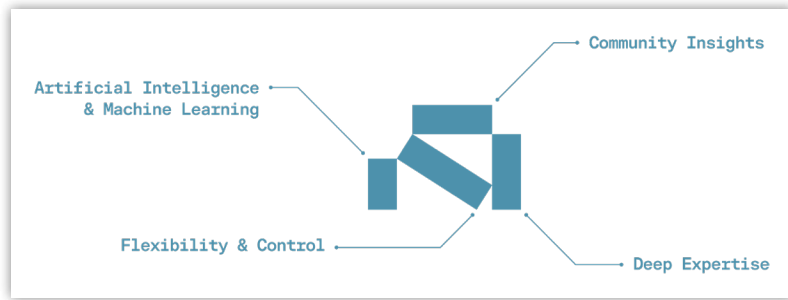 Community Insights
Artificial Intelligence
& Machine Learning
Flexibility & Control
Deep Expertise